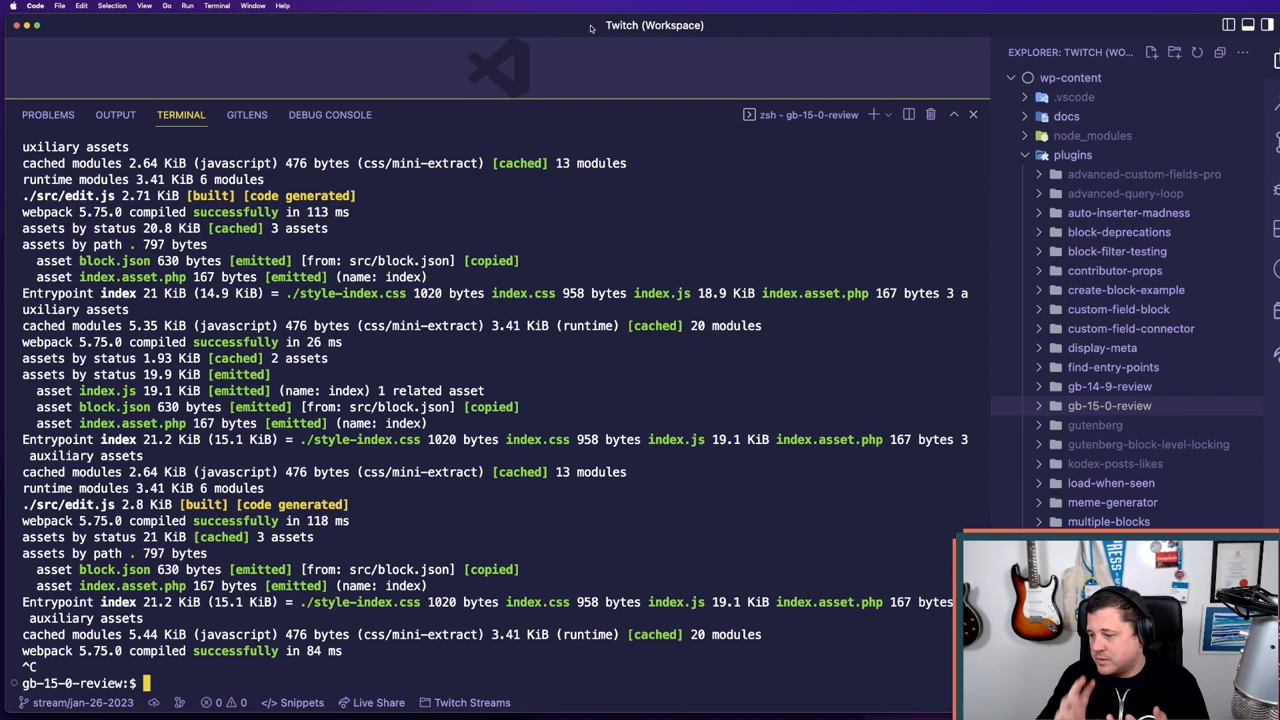 Code File Edit Selection View Go Run Terminal Window Help
Twitch (Workspace)
EXPLORER: TWITCH (WO...
wp-content
.vscode
docs
node_modules
plugins
advanced-custom-fields-pro
advanced-query-loop
auto-inserter-madness
block-deprecations
block-filter-testing
contributor-props
create-block-example
custom-field-block
custom-field-connector
display-meta
find-entry-points
gb-14-9-review
gb-15-0-review
gutenberg
gutenberg-block-level-locking
kodex-posts-likes
load-when-seen
meme-generator
multiple-blocks
PROBLEMS OUTPUT TERMINAL GITLENS DEBUG CONSOLE
zsh - gb-15-0-review
uxiliary assets
cached modules 2.64 KiB (javascript) 476 bytes (css/mini-extract) [cached] 13 modules
runtime modules 3.41 KiB 6 modules
./src/edit.js 2.71 KiB [built] [code generated]
webpack 5.75.0 compiled successfully in 113 ms
assets by status 20.8 KiB [cached] 3 assets
assets by path . 797 bytes
asset block.json 630 bytes [emitted] [from: src/block.json] [copied]
asset index.asset.php 167 bytes [emitted] (name: index)
Entrypoint index 21 KiB (14.9 KiB) = ./style-index.css 1020 bytes index.css 958 bytes index.js 18.9 KiB index.asset.php 167 bytes 3 a
uxiliary assets
cached modules 5.35 KiB (javascript) 476 bytes (css/mini-extract) 3.41 KiB (runtime) [cached] 20 modules
webpack 5.75.0 compiled successfully in 26 ms
assets by status 1.93 KiB [cached] 2 assets
assets by status 19.9 KiB [emitted]
asset index.js 19.1 KiB [emitted] (name: index) 1 related asset
asset block.json 630 bytes [emitted] [from: src/block.json] [copied]
asset index.asset.php 167 bytes [emitted] (name: index)
Entrypoint index 21.2 KiB (15.1 KiB) = ./style-index.css 1020 bytes index.css 958 bytes index.js 19.1 KiB index.asset.php 167 bytes 3
auxiliary assets
cached modules 2.64 KiB (javascript) 476 bytes (css/mini-extract) [cached] 13 modules
runtime modules 3.41 KiB 6 modules
./src/edit.js 2.8 KiB [built] [code generated]
webpack 5.75.0 compiled successfully in 118 ms
assets by status 21 KiB [cached] 3 assets
assets by path . 797 bytes
asset block.json 630 bytes [emitted] [from: src/block.json] [copied]
asset index.asset.php 167 bytes [emitted] (name: index)
Entrypoint index 21.2 KiB (15.1 KiB) = ./style-index.css 1020 bytes index.css 958 bytes index.js 19.1 KiB index.asset.php 167 bytes
auxiliary assets
cached modules 5.44 KiB (javascript) 476 bytes (css/mini-extract) 3.41 KiB (runtime) [cached] 20 modules
webpack 5.75.0 compiled successfully in 84 ms
^C
gb-15-0-review:$
stream/jan-26-2023 0 0 </> Snippets Live Share Twitch Streams